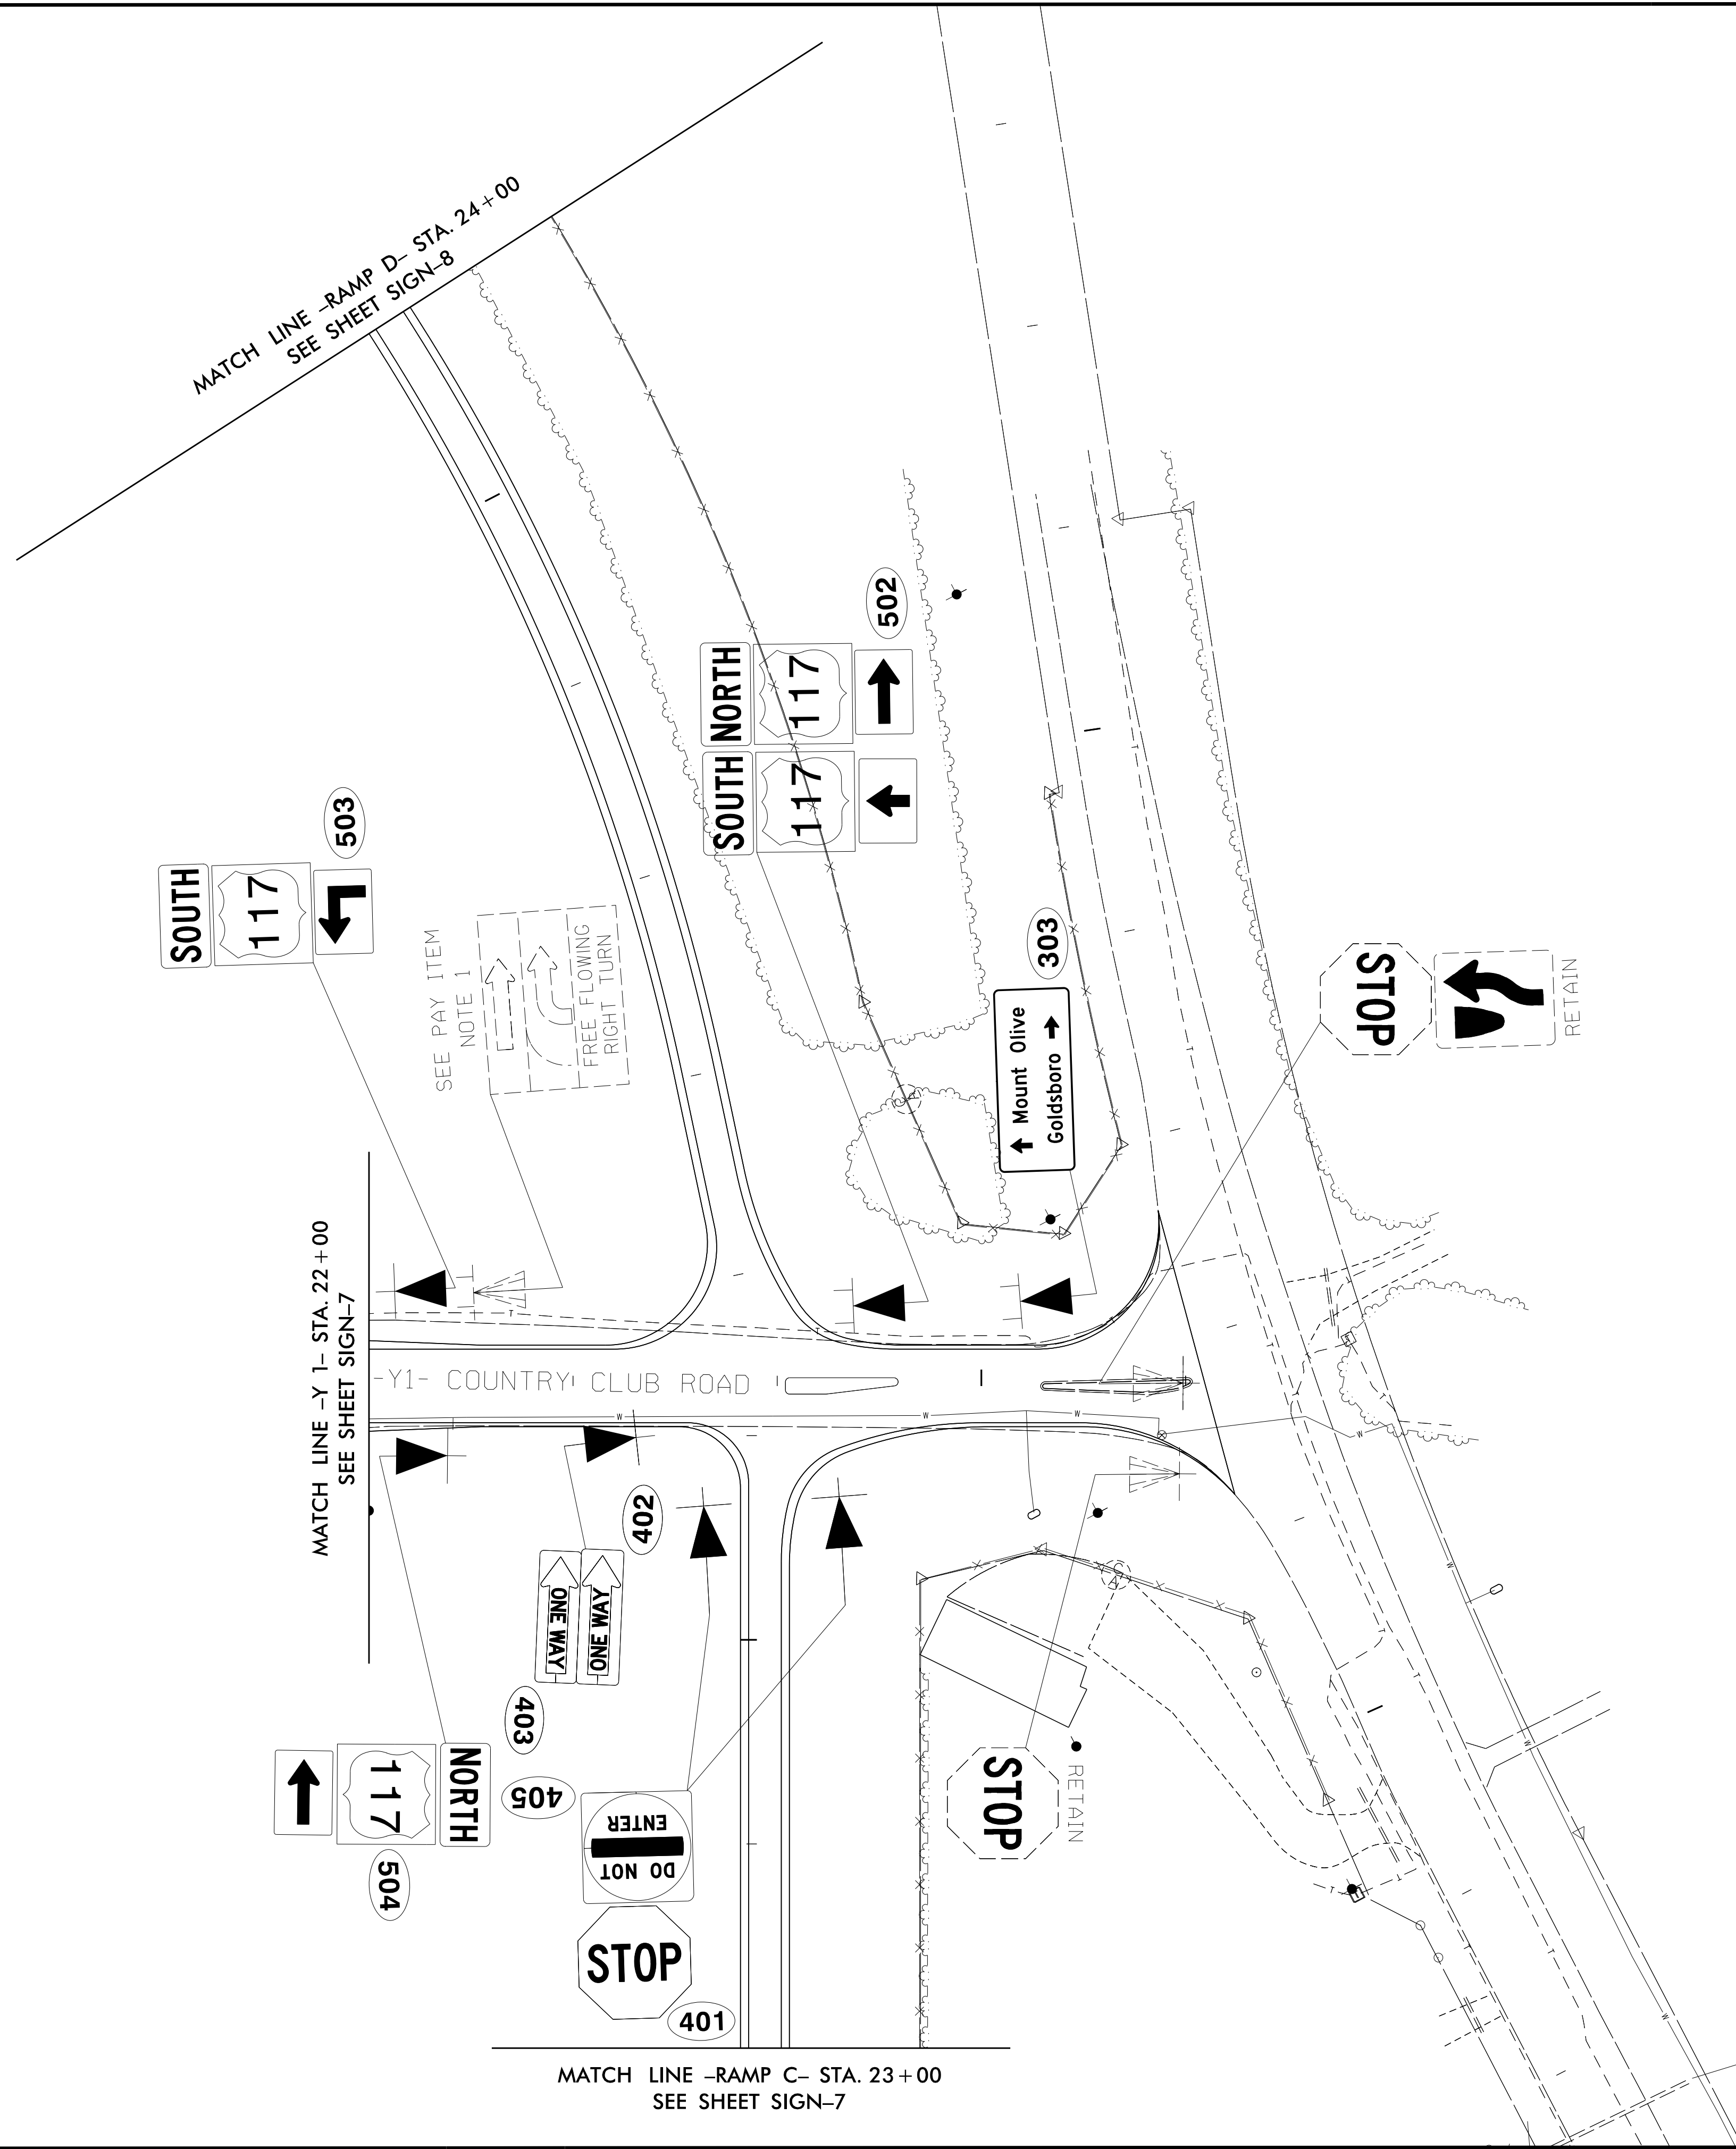 MATCH LINE –RAMP D– STA. 24+00
SEE SHEET SIGN–8
502
NORTH
117
SOUTH
117
503
SOUTH
117
SEE PAY ITEM
NOTE 1
FREE FLOWING
RIGHT TURN
303
Mount Olive
Goldsboro
STOP
RETAIN
MATCH LINE –Y 1– STA. 22+00
SEE SHEET SIGN–7
-Y1- COUNTRY CLUB ROAD
402
ONE WAY
ONE WAY
403
NORTH
117
504
405
DO NOT
ENTER
STOP
401
STOP
RETAIN
T
T
W
W
W
W
W
W
W
MATCH LINE –RAMP C– STA. 23+00
SEE SHEET SIGN–7